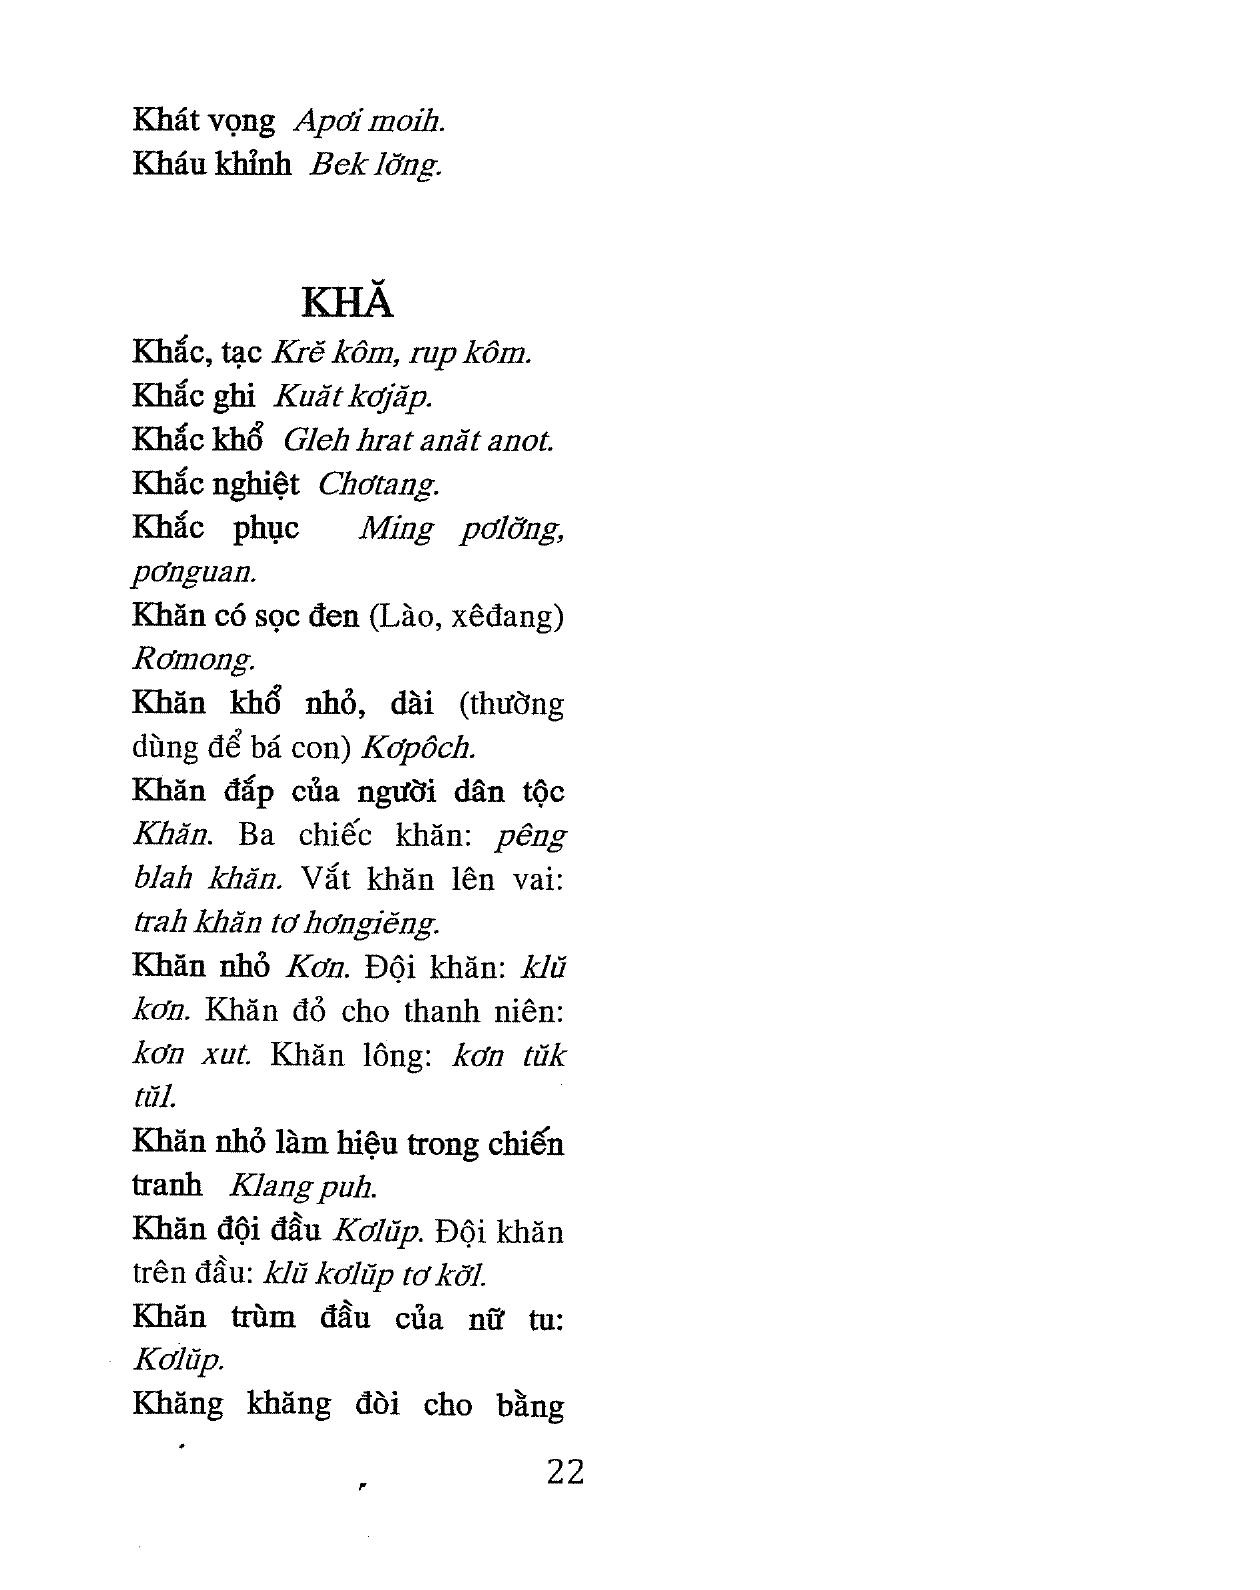 Khát vọng Apơi moih.
Kháu khỉnh Bek lơ̆ng.
KHĂ
Khắc, tạc Krĕ kôm, rup kôm.
Khắc ghi Kuăt kơjăp.
Khắc khổ Gleh hrat anăt anot.
Khắc nghiệt Chơtang.
Khắc phục Ming pơlơ̆ng,
pơnguan.
Khăn có sọc đen (Lào, xêđang)
Rơmong.
Khăn khổ nhỏ, dài (thường
dùng để bá con) Kơpôch.
Khăn đắp của người dân tộc
Khăn. Ba chiếc khăn: pêng
blah khăn. Vắt khăn lên vai:
trah khăn tơ hơngiĕng.
Khăn nhỏ Kơn. Đội khăn: klŭ
kơn. Khăn đỏ cho thanh niên:
kơn xut. Khăn lông: kơn tŭk
tŭl.
Khăn nhỏ làm hiệu trong chiến
tranh Klang puh.
Khăn đội đầu Kơlŭp. Đội khăn
trên đầu: klŭ kơlŭp tơ kơ̆l.
Khăn trùm đầu của nữ tu:
Kơlŭp.
Khăng khăng đòi cho bằng
22